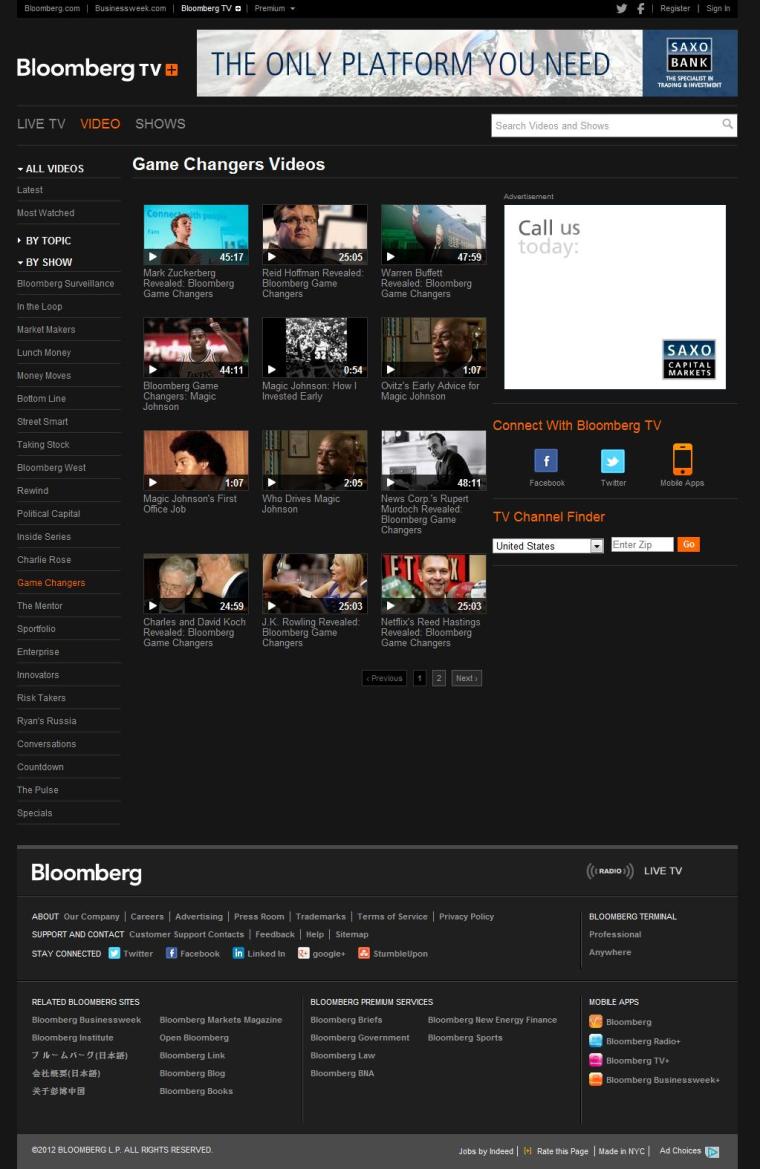 Bloomberg.com | Businessweek.com | Bloomberg TV | Premium
Register | Sign In
Bloomberg TV +
THE ONLY PLATFORM YOU NEED
SAXO
BANK
THE SPECIALIST IN
TRADING & INVESTMENT
LIVE TV VIDEO SHOWS
Search Videos and Shows
ALL VIDEOS
Latest
Most Watched
BY TOPIC
BY SHOW
Bloomberg Surveillance
In the Loop
Market Makers
Lunch Money
Money Moves
Bottom Line
Street Smart
Taking Stock
Bloomberg West
Rewind
Political Capital
Inside Series
Charlie Rose
Game Changers
The Mentor
Sportfolio
Enterprise
Innovators
Risk Takers
Ryan's Russia
Conversations
Countdown
The Pulse
Specials
Game Changers Videos
45:17
Mark Zuckerberg
Revealed: Bloomberg
Game Changers
25:05
Reid Hoffman Revealed:
Bloomberg Game
Changers
47:59
Warren Buffett
Revealed: Bloomberg
Game Changers
44:11
Bloomberg Game
Changers: Magic
Johnson
0:54
Magic Johnson: How I
Invested Early
1:07
Ovitz's Early Advice for
Magic Johnson
1:07
Magic Johnson's First
Office Job
2:05
Who Drives Magic
Johnson
48:11
News Corp.'s Rupert
Murdoch Revealed:
Bloomberg Game
Changers
24:59
Charles and David Koch
Revealed: Bloomberg
Game Changers
25:03
J.K. Rowling Revealed:
Bloomberg Game
Changers
25:03
Netflix's Reed Hastings
Revealed: Bloomberg
Game Changers
‹ Previous 1 2 Next ›
Advertisement
Call us
today:
SAXO
CAPITAL
MARKETS
Connect With Bloomberg TV
Facebook Twitter Mobile Apps
TV Channel Finder
United States Enter Zip Go
Bloomberg
((RADIO)) LIVE TV
ABOUT Our Company | Careers | Advertising | Press Room | Trademarks | Terms of Service | Privacy Policy
SUPPORT AND CONTACT Customer Support Contacts | Feedback | Help | Sitemap
STAY CONNECTED Twitter Facebook Linked In google+ StumbleUpon
BLOOMBERG TERMINAL
Professional
Anywhere
RELATED BLOOMBERG SITES
Bloomberg Businessweek
Bloomberg Institute
ブルームバーグ(日本語)
会社概要(日本語)
关于彭博中国
Bloomberg Markets Magazine
Open Bloomberg
Bloomberg Link
Bloomberg Blog
Bloomberg Books
BLOOMBERG PREMIUM SERVICES
Bloomberg Briefs
Bloomberg Government
Bloomberg Law
Bloomberg BNA
Bloomberg New Energy Finance
Bloomberg Sports
MOBILE APPS
Bloomberg
Bloomberg Radio+
Bloomberg TV+
Bloomberg Businessweek+
©2012 BLOOMBERG L.P. ALL RIGHTS RESERVED.
Jobs by Indeed | [+] Rate this Page | Made in NYC | Ad Choices